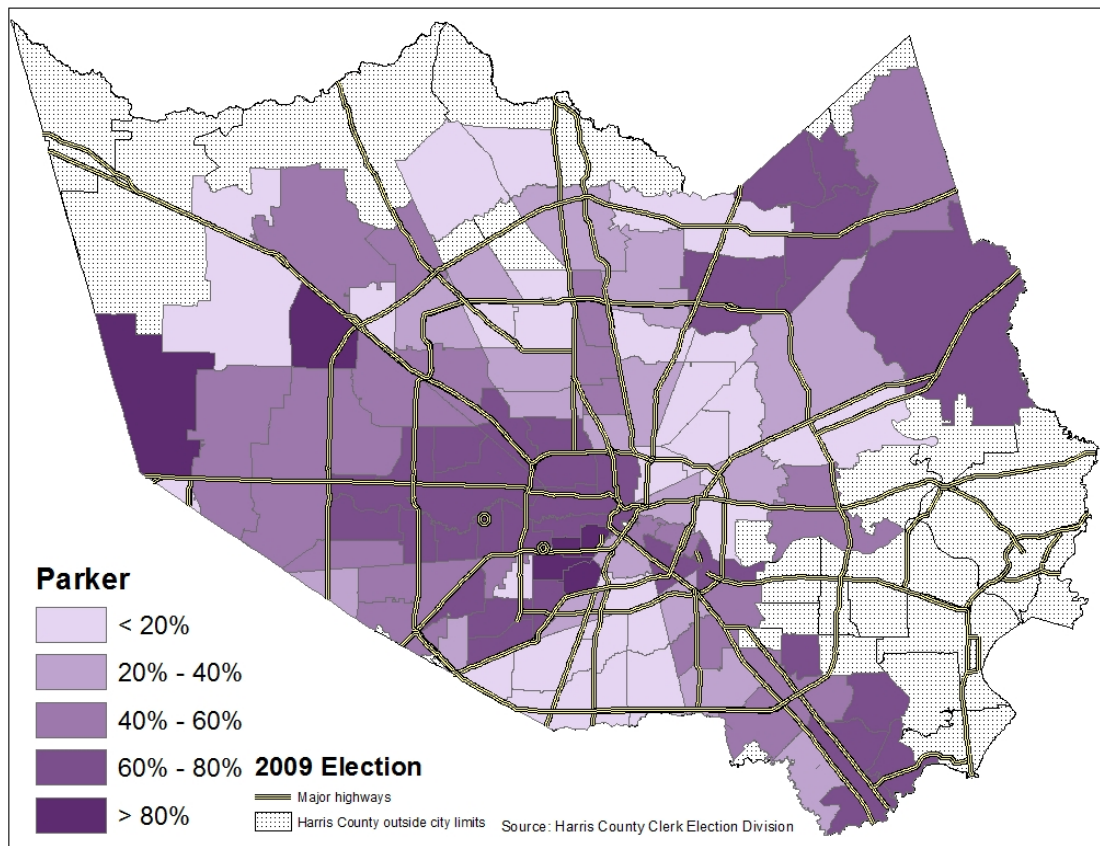 Parker
< 20%
20% - 40%
40% - 60%
60% - 80%
> 80%
2009 Election
Major highways
Harris County outside city limits
Source: Harris County Clerk Election Division